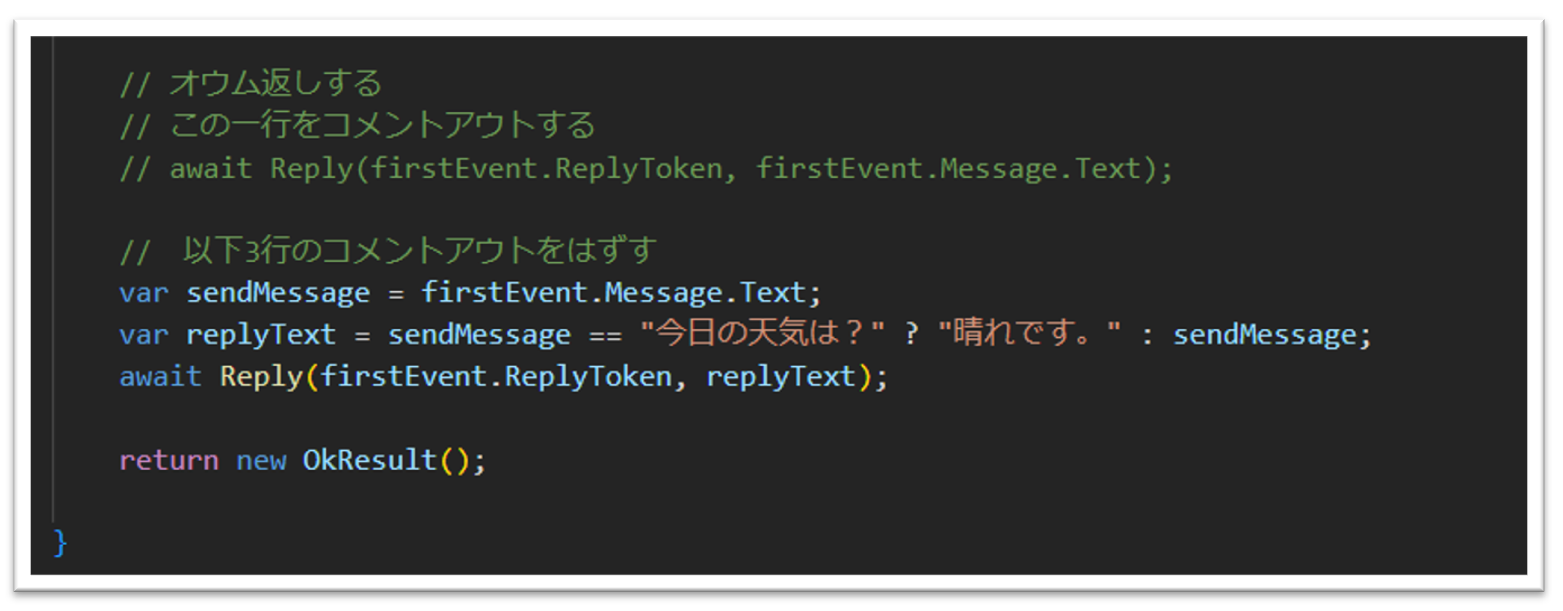 // オウム返しする
// この一行をコメントアウトする
// await Reply(firstEvent.ReplyToken, firstEvent.Message.Text);
//　以下3行のコメントアウトをはずす
var sendMessage = firstEvent.Message.Text;
var replyText = sendMessage == "今日の天気は？" ? "晴れです。" : sendMessage;
await Reply(firstEvent.ReplyToken, replyText);
return new OkResult();
}